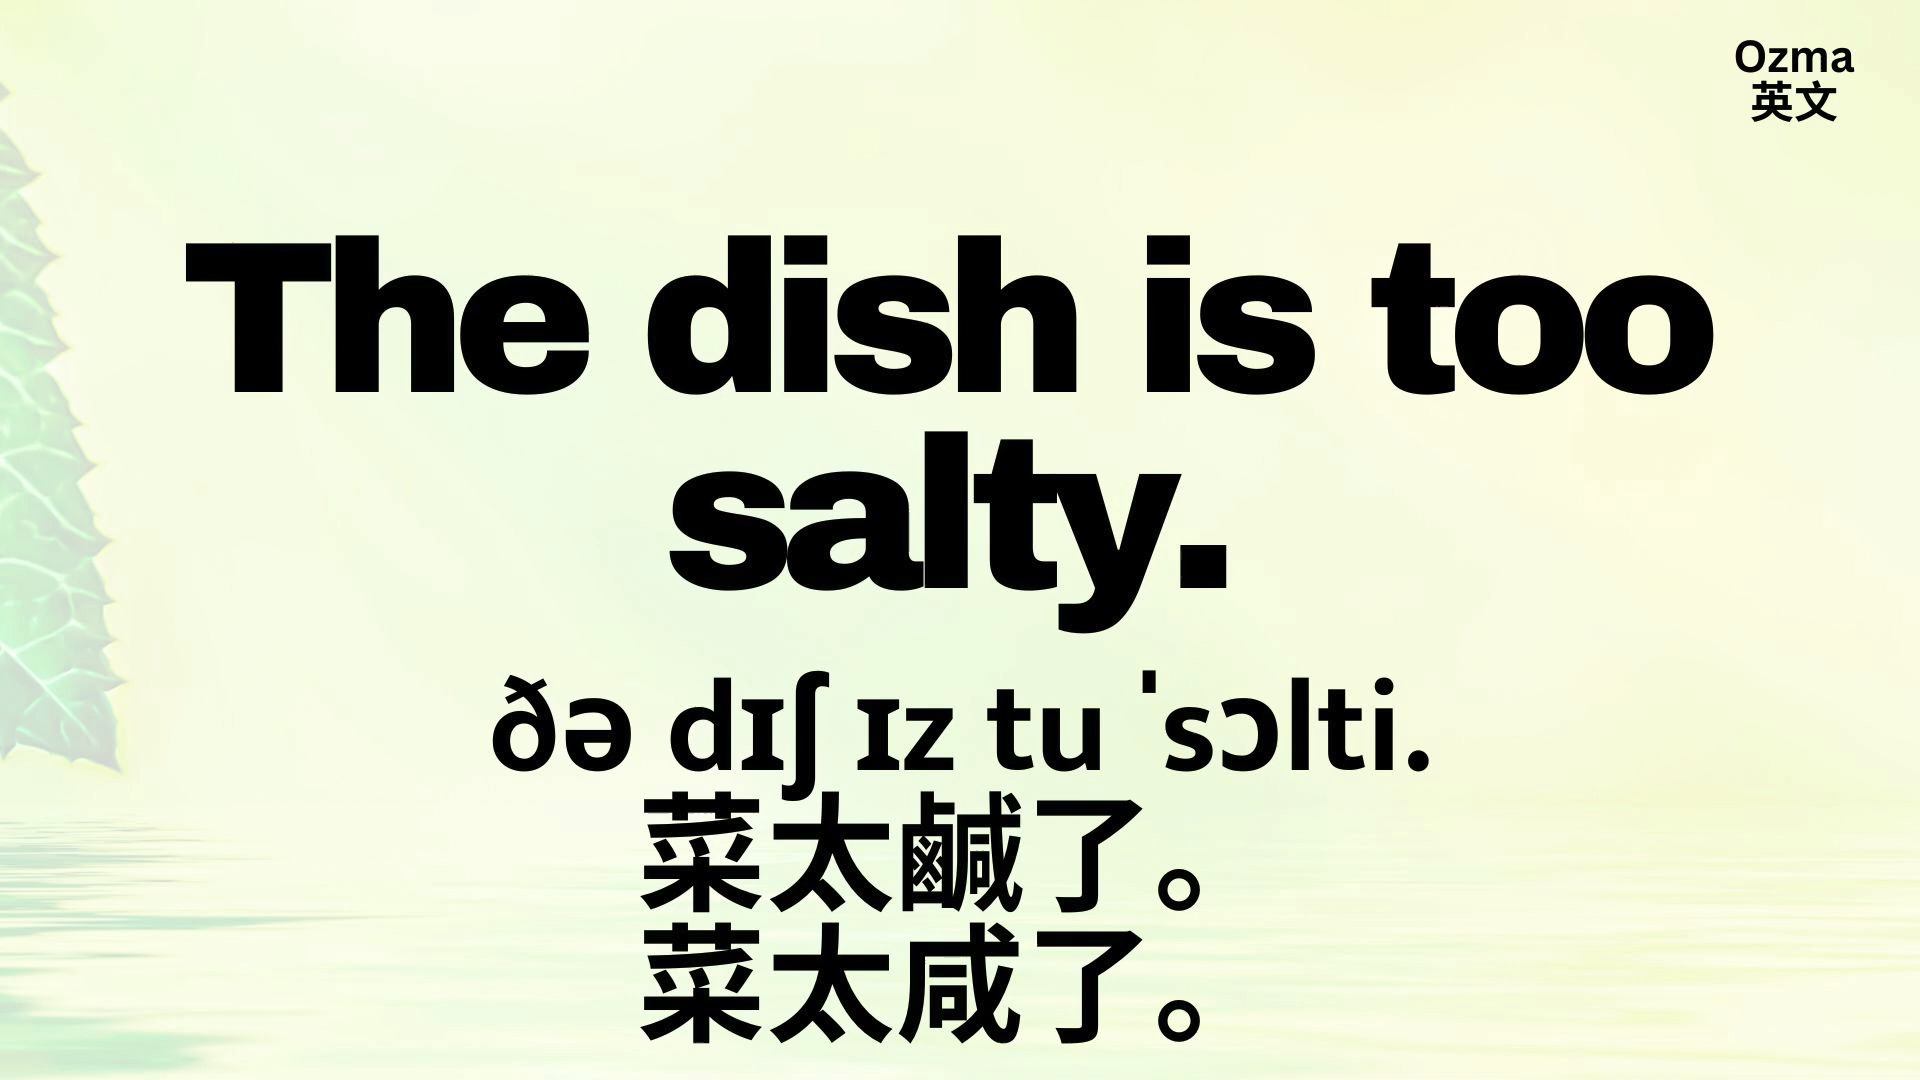 Ozma
英文
The dish is too
salty.
ðə dɪʃ ɪz tu ˈsɔlti.
菜太鹹了。
菜太咸了。